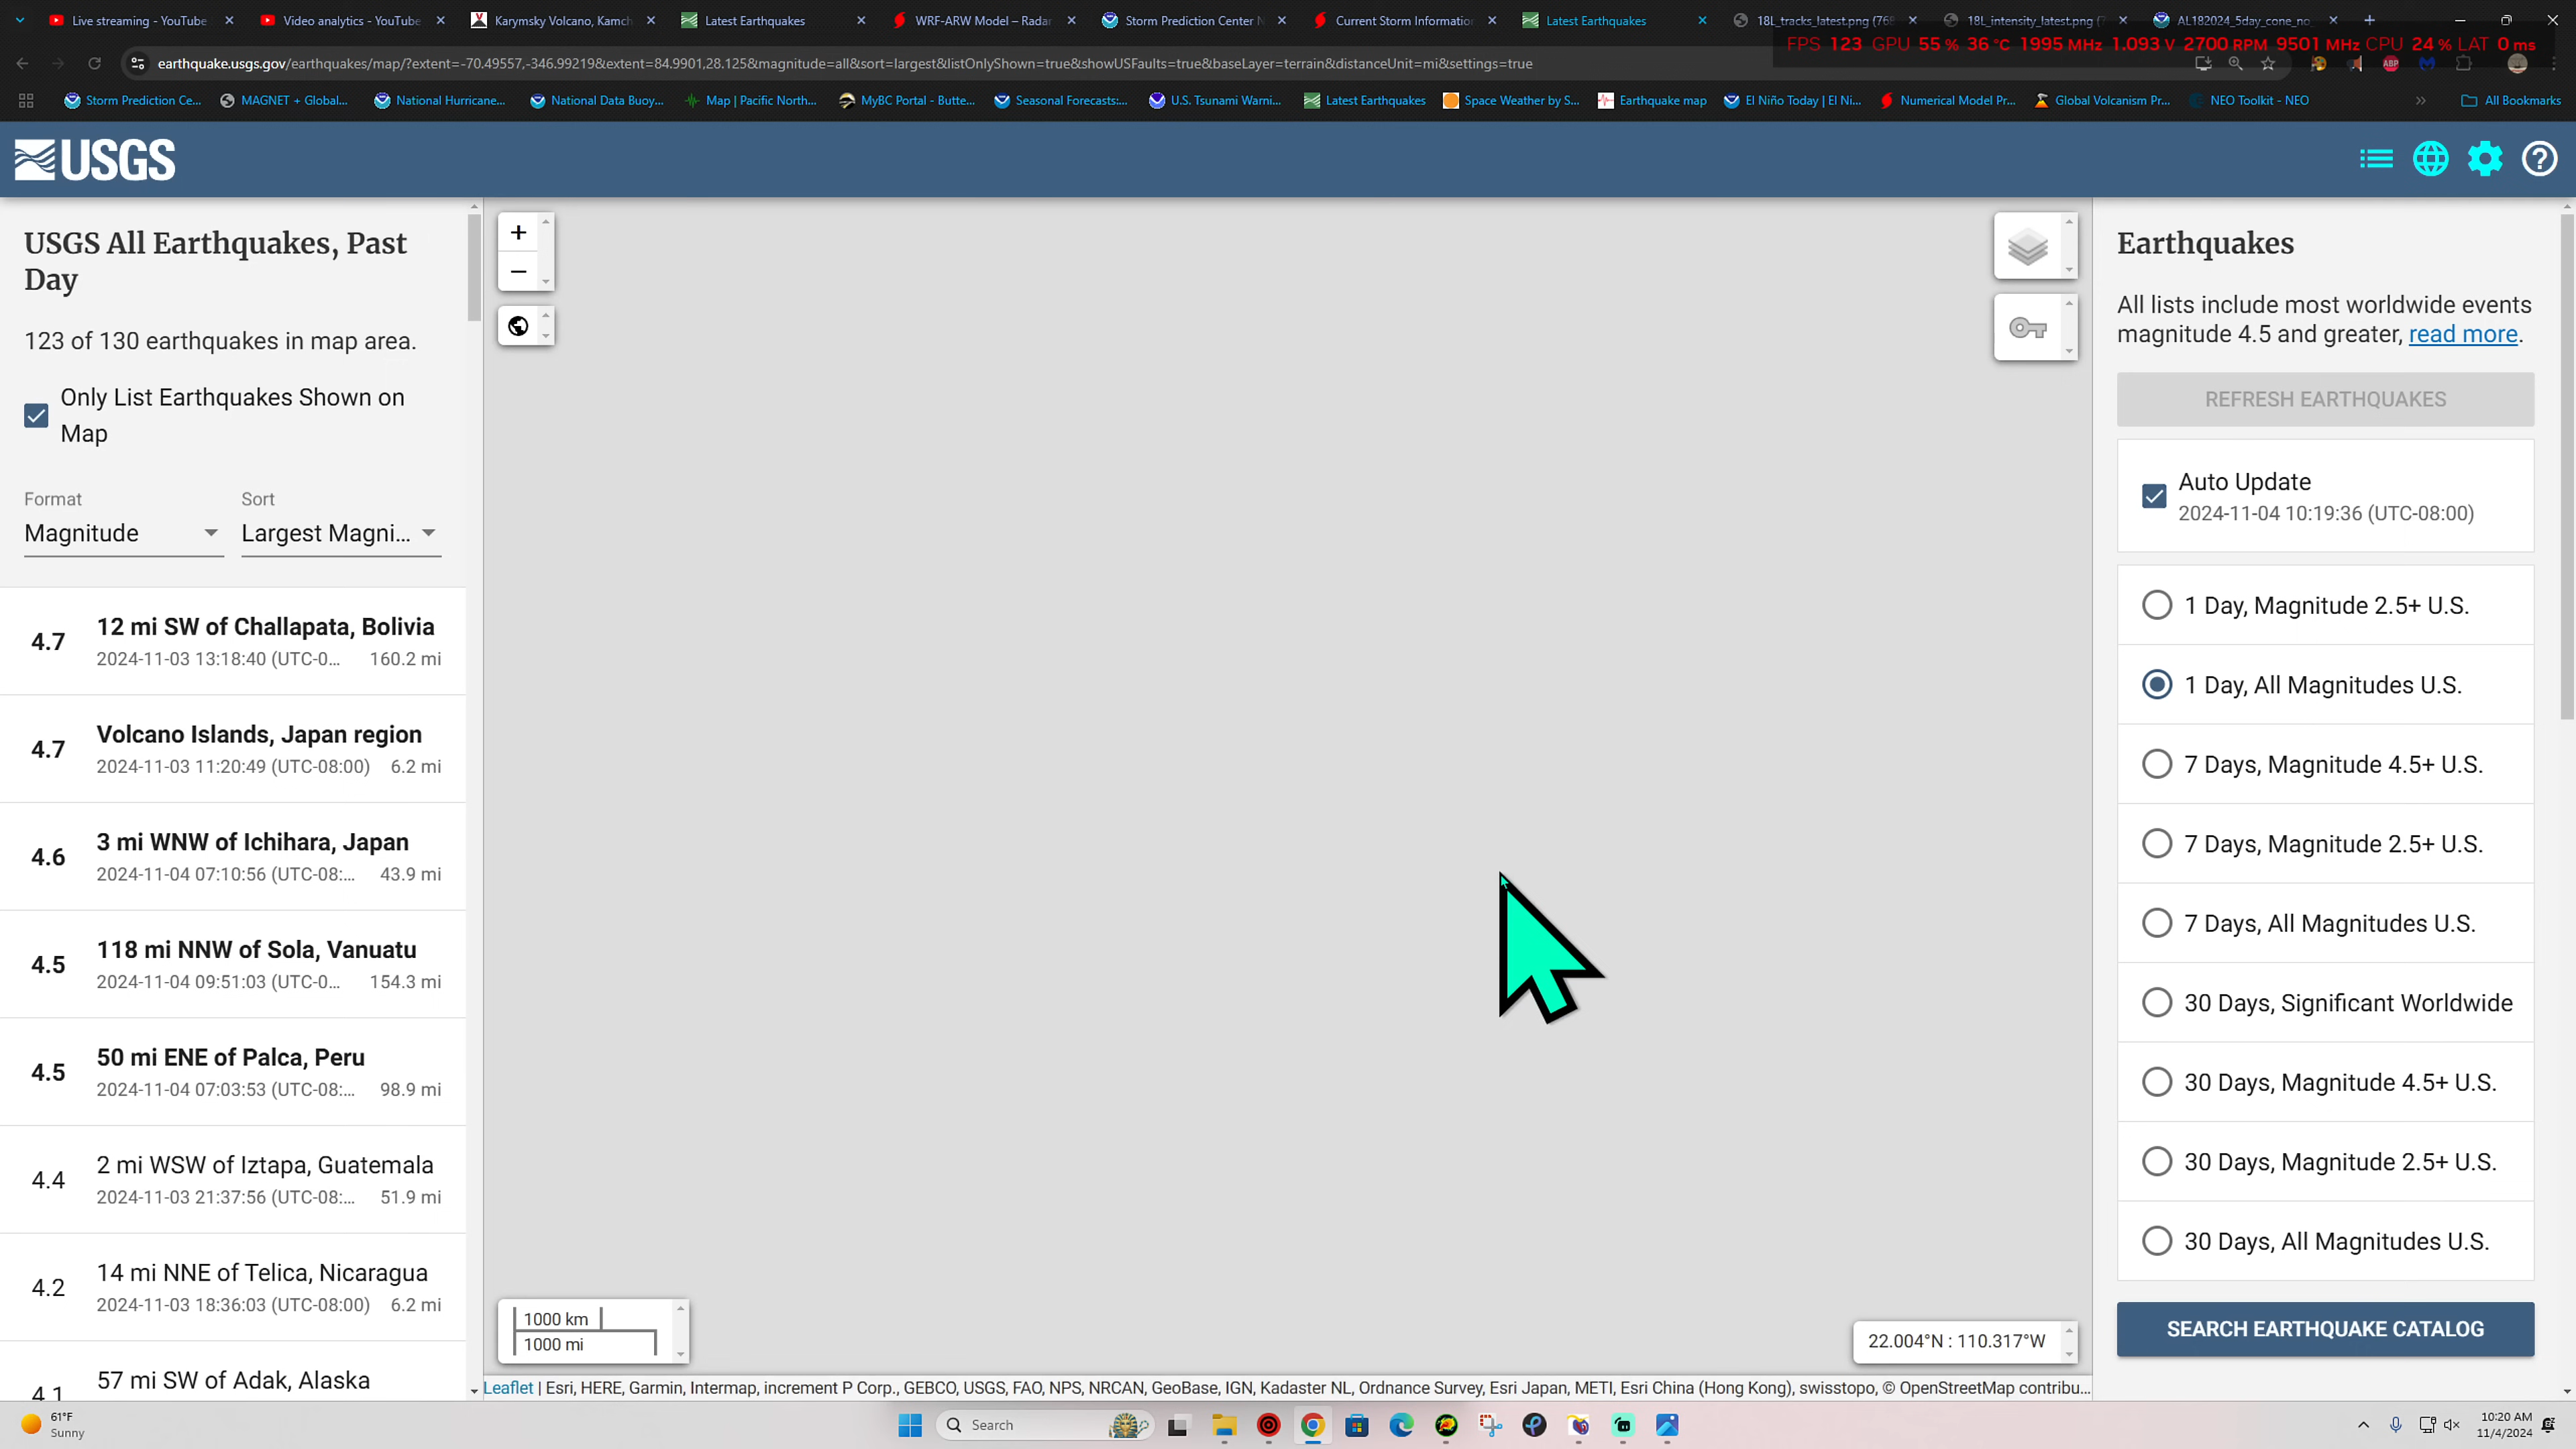 Live streaming - YouTube
Video analytics - YouTube
Karymsky Volcano, Kamch
Latest Earthquakes
WRF-ARW Model – Radar
Storm Prediction Center N
Current Storm Informatio
Latest Earthquakes
18L_tracks_latest.png (768
18L_intensity_latest.png (7
AL182024_5day_cone_no_
FPS 123 GPU 55 % 36 °C 1995 MHz 1.093 V 2700 RPM 9501 MHz CPU 24 % LAT 0 ms
earthquake.usgs.gov/earthquakes/map/?extent=-70.49557,-346.99219&extent=84.9901,28.125&magnitude=all&sort=largest&listOnlyShown=true&showUSFaults=true&baseLayer=terrain&distanceUnit=mi&settings=true
ABP
Storm Prediction Ce...
MAGNET + Global...
National Hurricane...
National Data Buoy...
Map | Pacific North...
MyBC Portal - Butte...
Seasonal Forecasts:...
U.S. Tsunami Warni...
Latest Earthquakes
Space Weather by S...
Earthquake map
El Niño Today | El Ni...
Numerical Model Pr...
Global Volcanism Pr...
NEO Toolkit - NEO
All Bookmarks
USGS
USGS All Earthquakes, Past
Day
123 of 130 earthquakes in map area.
Only List Earthquakes Shown on
Map
Format
Sort
Magnitude
Largest Magni...
4.7
12 mi SW of Challapata, Bolivia
2024-11-03 13:18:40 (UTC-0... 160.2 mi
4.7
Volcano Islands, Japan region
2024-11-03 11:20:49 (UTC-08:00) 6.2 mi
4.6
3 mi WNW of Ichihara, Japan
2024-11-04 07:10:56 (UTC-08:... 43.9 mi
4.5
118 mi NNW of Sola, Vanuatu
2024-11-04 09:51:03 (UTC-0... 154.3 mi
4.5
50 mi ENE of Palca, Peru
2024-11-04 07:03:53 (UTC-08:... 98.9 mi
4.4
2 mi WSW of Iztapa, Guatemala
2024-11-03 21:37:56 (UTC-08:... 51.9 mi
4.2
14 mi NNE of Telica, Nicaragua
2024-11-03 18:36:03 (UTC-08:00) 6.2 mi
4.1
57 mi SW of Adak, Alaska
+
−
1000 km
1000 mi
22.004°N : 110.317°W
Leaflet | Esri, HERE, Garmin, Intermap, increment P Corp., GEBCO, USGS, FAO, NPS, NRCAN, GeoBase, IGN, Kadaster NL, Ordnance Survey, Esri Japan, METI, Esri China (Hong Kong), swisstopo, © OpenStreetMap contribu...
Earthquakes
All lists include most worldwide events
magnitude 4.5 and greater, read more.
REFRESH EARTHQUAKES
Auto Update
2024-11-04 10:19:36 (UTC-08:00)
1 Day, Magnitude 2.5+ U.S.
1 Day, All Magnitudes U.S.
7 Days, Magnitude 4.5+ U.S.
7 Days, Magnitude 2.5+ U.S.
7 Days, All Magnitudes U.S.
30 Days, Significant Worldwide
30 Days, Magnitude 4.5+ U.S.
30 Days, Magnitude 2.5+ U.S.
30 Days, All Magnitudes U.S.
SEARCH EARTHQUAKE CATALOG
61°F
Sunny
Search
10:20 AM
11/4/2024